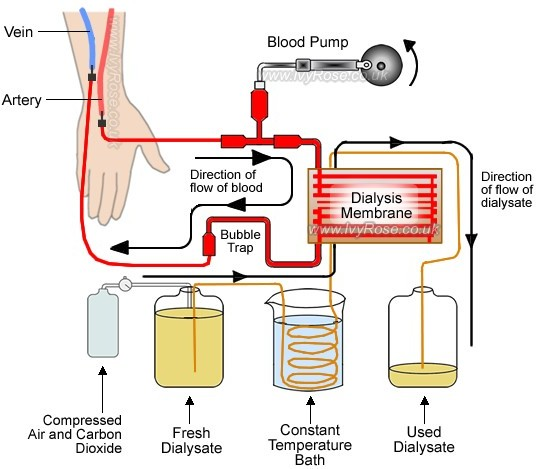 Vein
Artery
Blood Pump
www.IvyRose.co.uk
www.IvyRose.co.uk
Direction of
flow of blood
Dialysis
Membrane
www.IvyRose.co.uk
Direction
of flow of
dialysate
Bubble
Trap
Compressed
Air and Carbon
Dioxide
Fresh
Dialysate
Constant
Temperature
Bath
Used
Dialysate